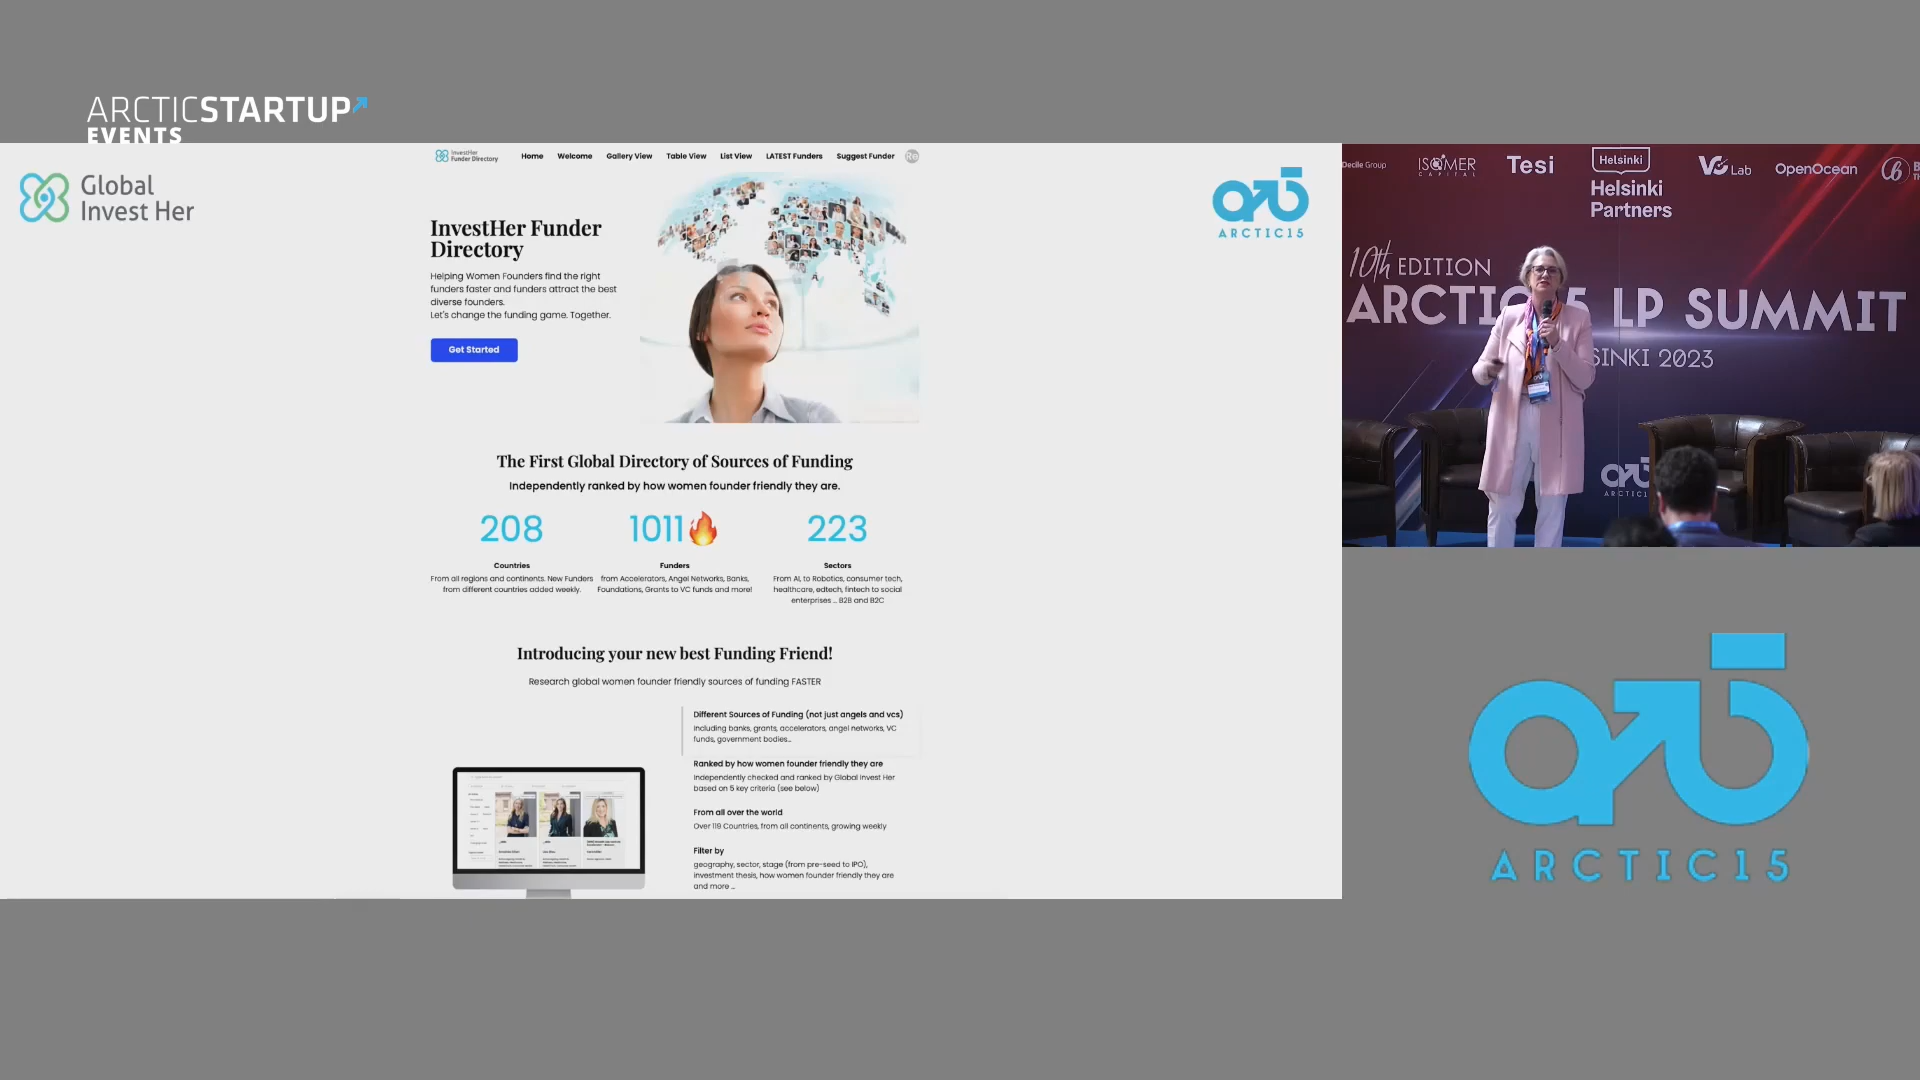 ARCTICSTARTUP
EVENTS
Global
Invest Her
InvestHer
Funder Directory
Home
Welcome
Gallery View
Table View
List View
LATEST Funders
Suggest Funder
Re
ARCTIC15
InvestHer Funder
Directory
Helping Women Founders find the right
funders faster and funders attract the best
diverse founders.
Let's change the funding game. Together.
Get Started
The First Global Directory of Sources of Funding
Independently ranked by how women founder friendly they are.
208
1011🔥
223
Countries
From all regions and continents. New Funders
from different countries added weekly.
Funders
from Accelerators, Angel Networks, Banks,
Foundations, Grants to VC funds and more!
Sectors
From AI, to Robotics, consumer tech,
healthcare, edtech, fintech to social
enterprises ... B2B and B2C
Introducing your new best Funding Friend!
Research global women founder friendly sources of funding FASTER
Different Sources of Funding (not just angels and vcs)
Including banks, grants, accelerators, angel networks, VC
funds, government bodies...
Ranked by how women founder friendly they are
Independently checked and ranked by Global Invest Her
based on 5 key criteria (see below)
From all over the world
Over 119 Countries, from all continents, growing weekly
Filter by
geography, sector, stage (from pre-seed to IPO),
investment thesis, how women founder friendly they are
and more ...
Decile Group
ISOMER
CAPITAL
Tesi
Helsinki
Helsinki
Partners
VC Lab
OpenOcean
10th EDITION
ARCTIC15 LP SUMMIT
SINKI 2023
ARCTIC1
ARCTIC15